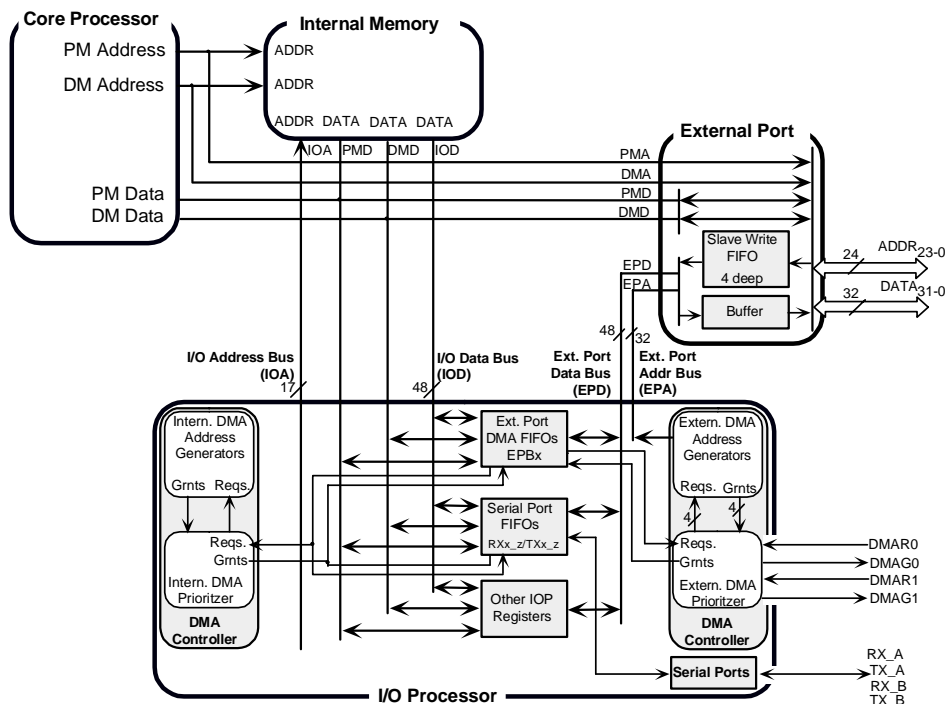 Core Processor
PM Address
DM Address
PM Data
DM Data
Internal Memory
ADDR
ADDR
ADDR DATA DATA DATA
IOA PMD DMD IOD
External Port
PMA
DMA
PMD
DMD
Slave Write
FIFO
4 deep
Buffer
EPD
EPA
24
ADDR23-0
32
DATA31-0
48
32
I/O Address Bus
(IOA)
17
I/O Data Bus
(IOD)
48
Ext. Port
Data Bus
(EPD)
Ext. Port
Addr Bus
(EPA)
Intern. DMA
Address
Generators
Grnts Reqs.
Reqs.
Grnts
Intern. DMA
Prioritzer
DMA
Controller
Ext. Port
DMA FIFOs
EPBx
Serial Port
FIFOs
RXx_z/TXx_z
Other IOP
Registers
Extern. DMA
Address
Generators
Reqs. Grnts
4
4
Reqs.
Grnts
Extern. DMA
Prioritzer
DMA
Controller
DMAR0
DMAG0
DMAR1
DMAG1
Serial Ports
RX_A
TX_A
RX_B
TX_B
I/O Processor